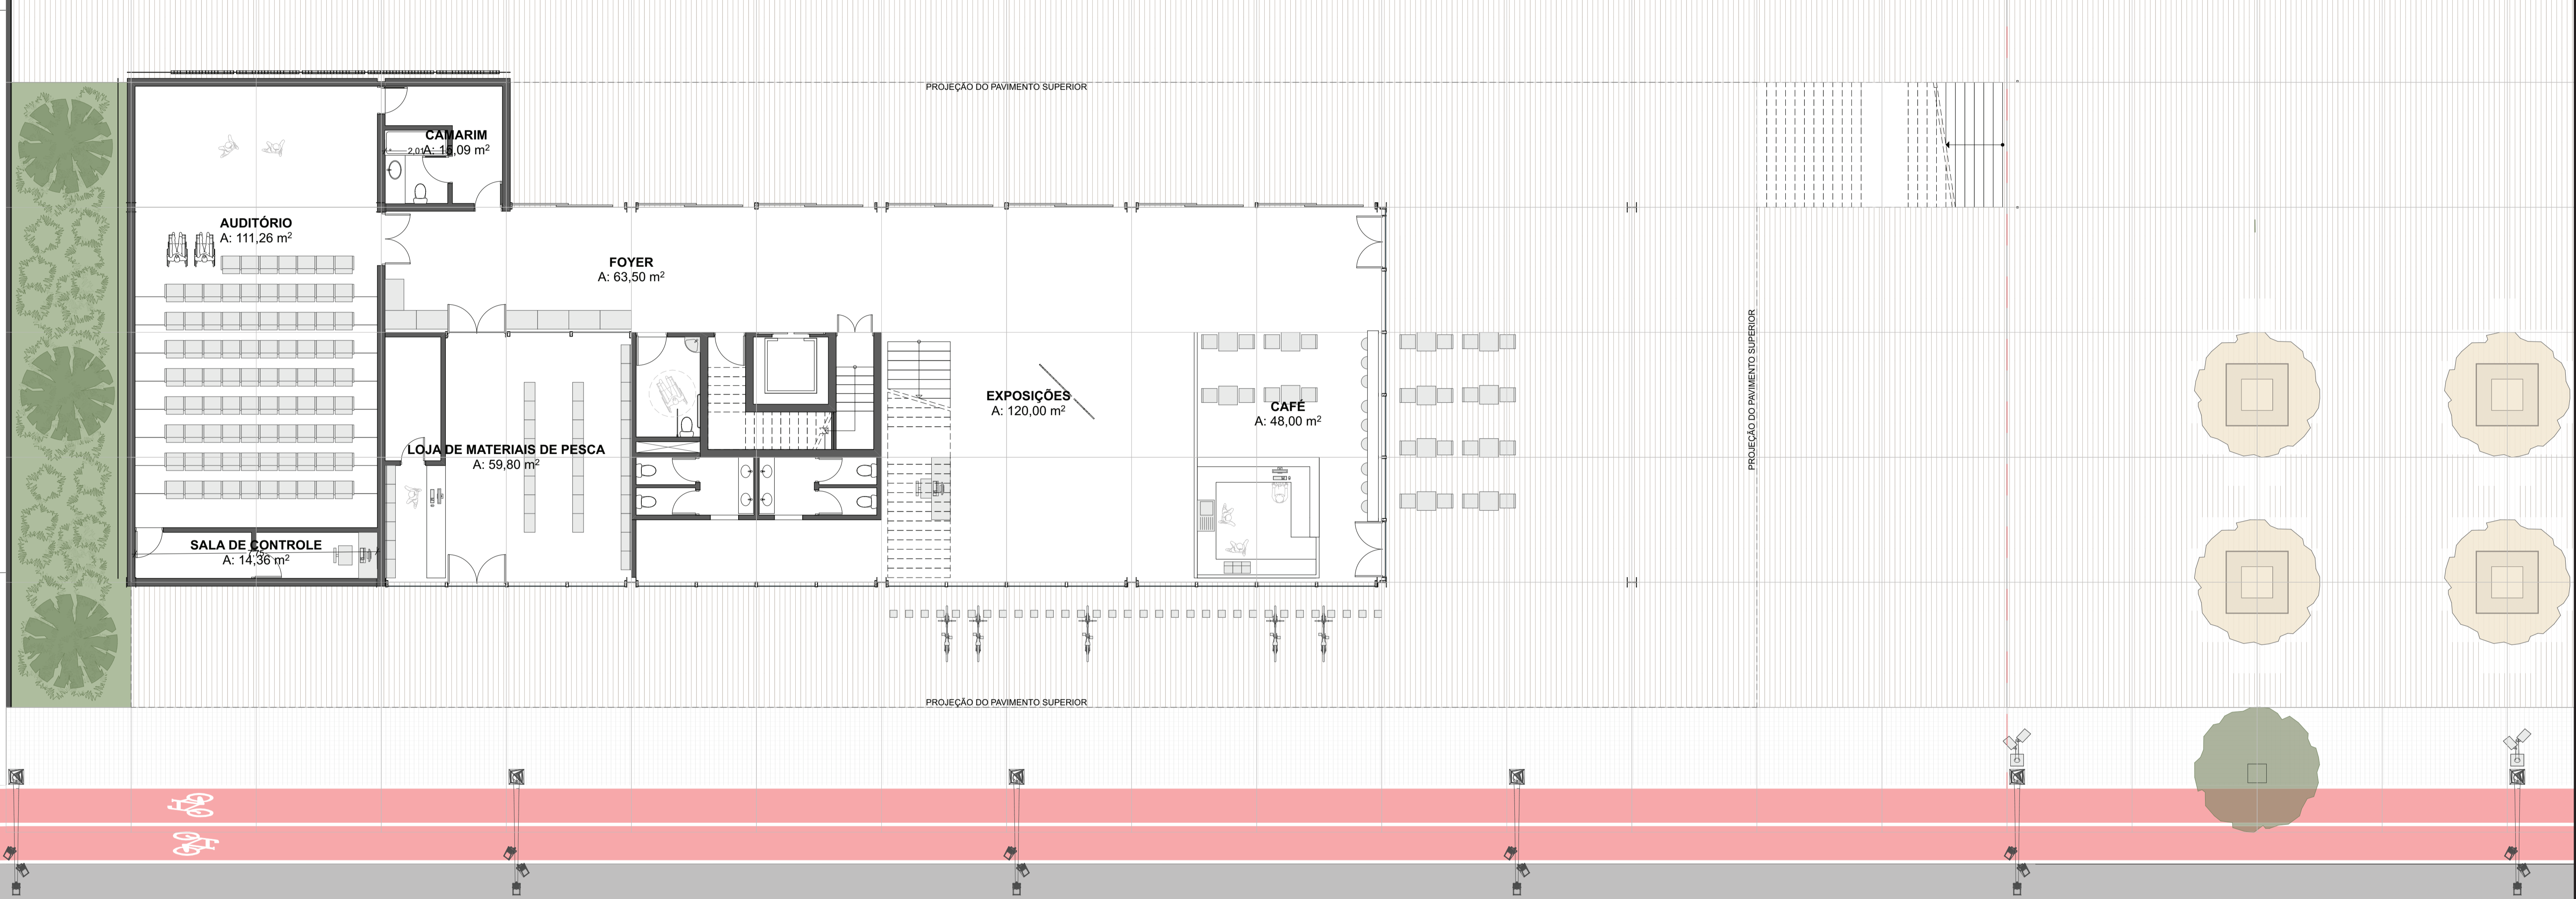 PROJEÇÃO DO PAVIMENTO SUPERIOR
CAMARIM
A: 15,09 m²
2,01
AUDITÓRIO
A: 111,26 m²
FOYER
A: 63,50 m²
PROJEÇÃO DO PAVIMENTO SUPERIOR
EXPOSIÇÕES
A: 120,00 m²
CAFÉ
A: 48,00 m²
LOJA DE MATERIAIS DE PESCA
A: 59,80 m²
SALA DE CONTROLE
A: 14,36 m²
PROJEÇÃO DO PAVIMENTO SUPERIOR